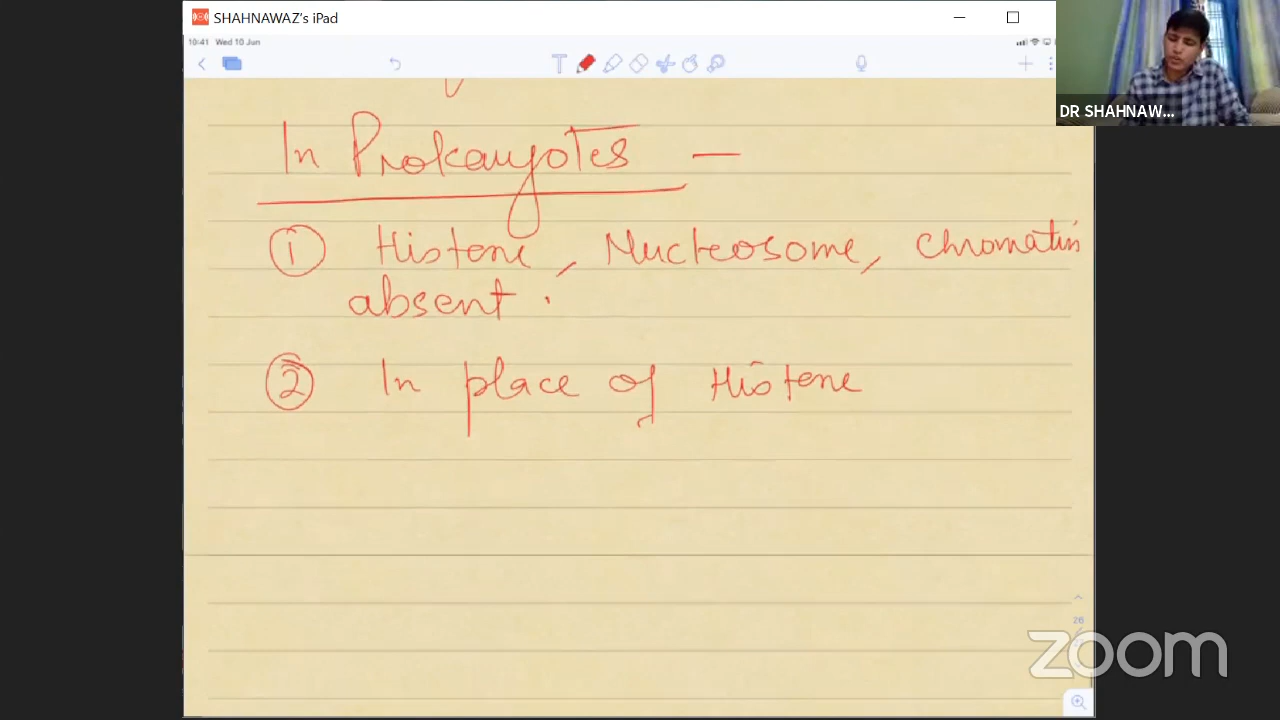 SHAHNAWAZ's iPad
10:41 Wed 10 Jun
DR SHAHNAW...
In Prokaryotes —
① Histone, Nucleosome, Chromatin
absent.
② In place of Histone
28
zoom